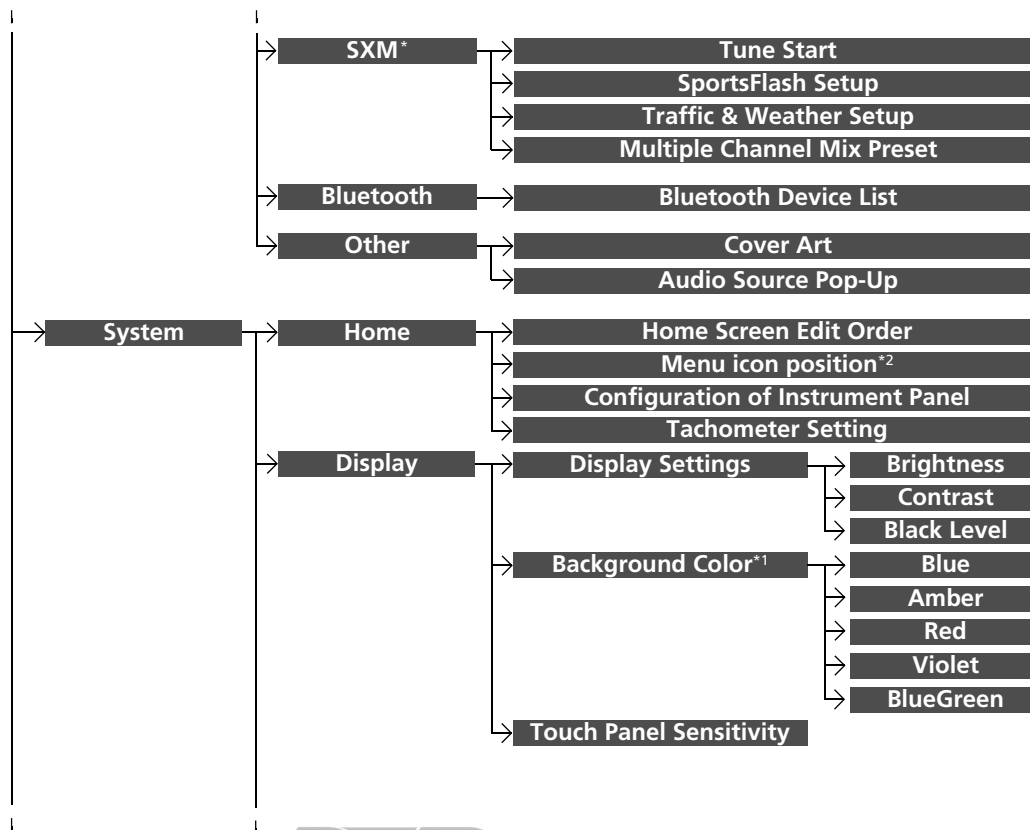 SXM*
Tune Start
SportsFlash Setup
Traffic & Weather Setup
Multiple Channel Mix Preset
Bluetooth
Bluetooth Device List
Other
Cover Art
Audio Source Pop-Up
System
Home
Home Screen Edit Order
Menu icon position*2
Configuration of Instrument Panel
Tachometer Setting
Display
Display Settings
Brightness
Contrast
Black Level
Background Color*1
Blue
Amber
Red
Violet
BlueGreen
Touch Panel Sensitivity